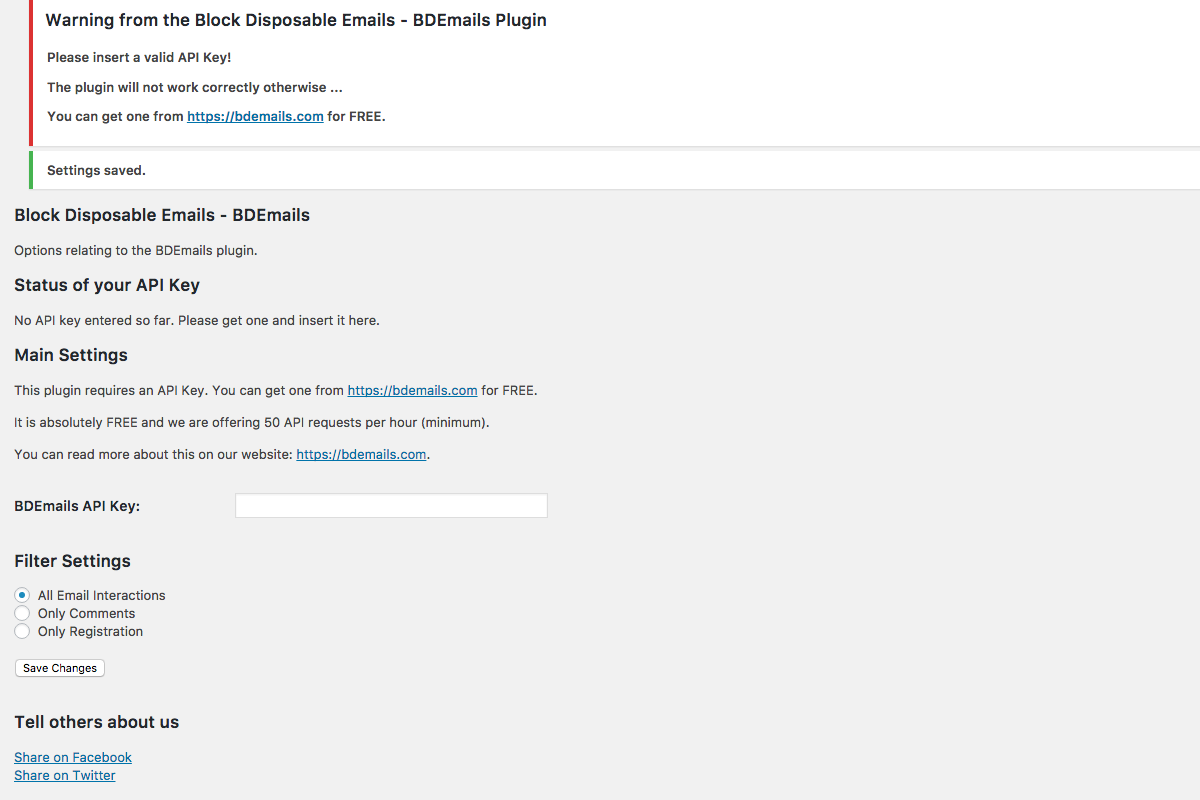 Warning from the Block Disposable Emails - BDEmails Plugin
Please insert a valid API Key!
The plugin will not work correctly otherwise ...
You can get one from https://bdemails.com for FREE.
Settings saved.
Block Disposable Emails - BDEmails
Options relating to the BDEmails plugin.
Status of your API Key
No API key entered so far. Please get one and insert it here.
Main Settings
This plugin requires an API Key. You can get one from https://bdemails.com for FREE.
It is absolutely FREE and we are offering 50 API requests per hour (minimum).
You can read more about this on our website: https://bdemails.com.
BDEmails API Key:
Filter Settings
All Email Interactions
Only Comments
Only Registration
Save Changes
Tell others about us
Share on Facebook
Share on Twitter